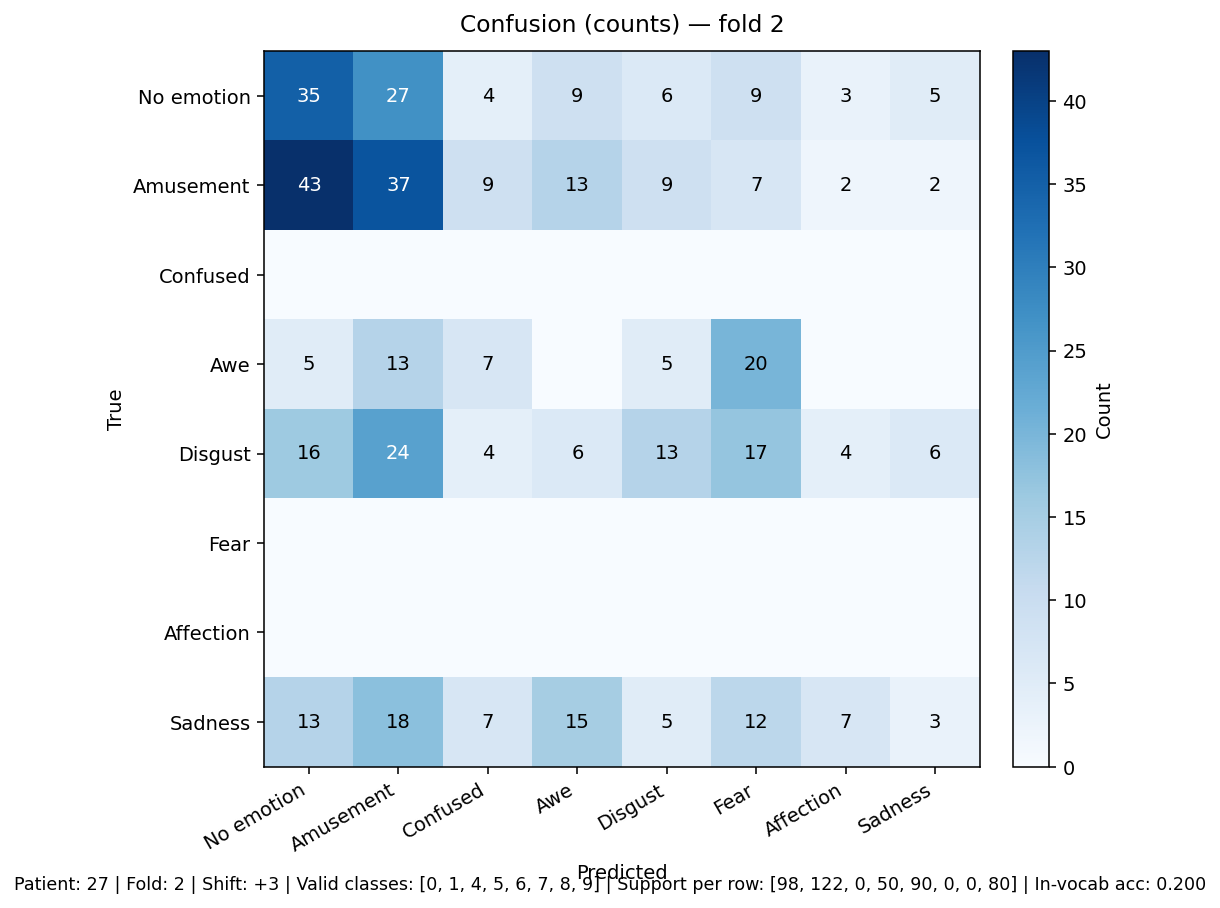 Confusion (counts) — fold 2
No emotion 35 27 4 9 6 9 3 5
Amusement 43 37 9 13 9 7 2 2
Confused
Awe 5 13 7 5 20
Disgust 16 24 4 6 13 17 4 6
Fear
Affection
Sadness 13 18 7 15 5 12 7 3
True
No emotion Amusement Confused Awe Disgust Fear Affection Sadness
Predicted
40
35
30
25
20
15
10
5
0
Count
Patient: 27 | Fold: 2 | Shift: +3 | Valid classes: [0, 1, 4, 5, 6, 7, 8, 9] | Support per row: [98, 122, 0, 50, 90, 0, 0, 80] | In-vocab acc: 0.200